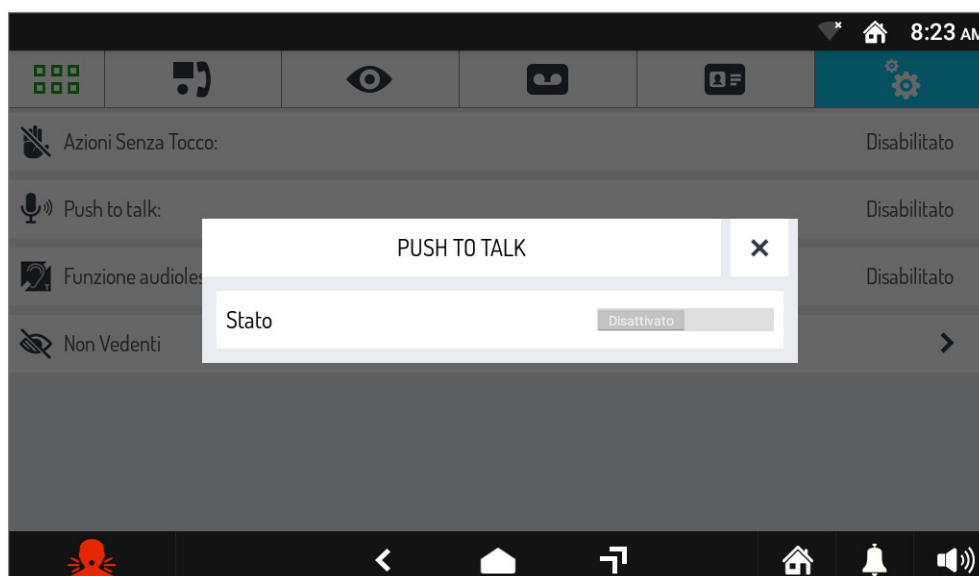 8:23 AM
Azioni Senza Tocco:
Disabilitato
Push to talk:
Disabilitato
PUSH TO TALK
Funzione audioles
Disabilitato
Stato
Disattivato
Non Vedenti